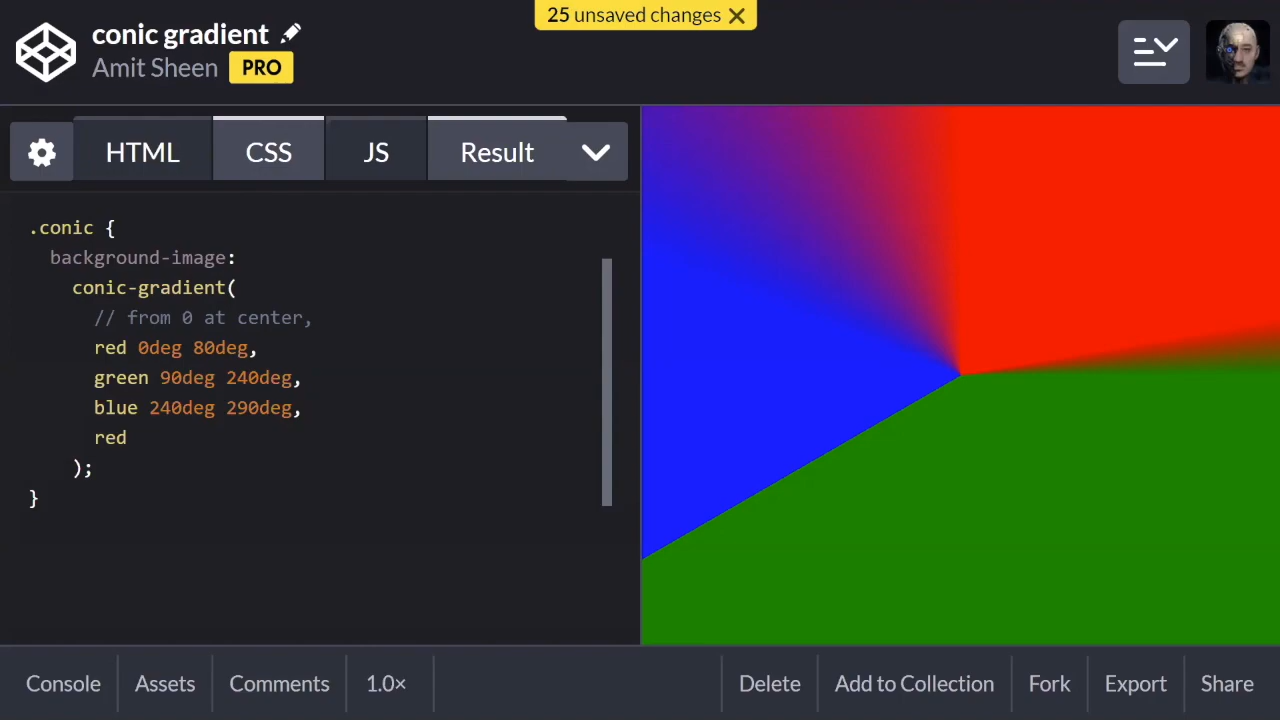 25 unsaved changes
conic gradient
Amit Sheen PRO
HTML CSS JS Result
.conic {
background-image:
conic-gradient(
// from 0 at center,
red 0deg 80deg,
green 90deg 240deg,
blue 240deg 290deg,
red
);
}
Console Assets Comments 1.0× Delete Add to Collection Fork Export Share